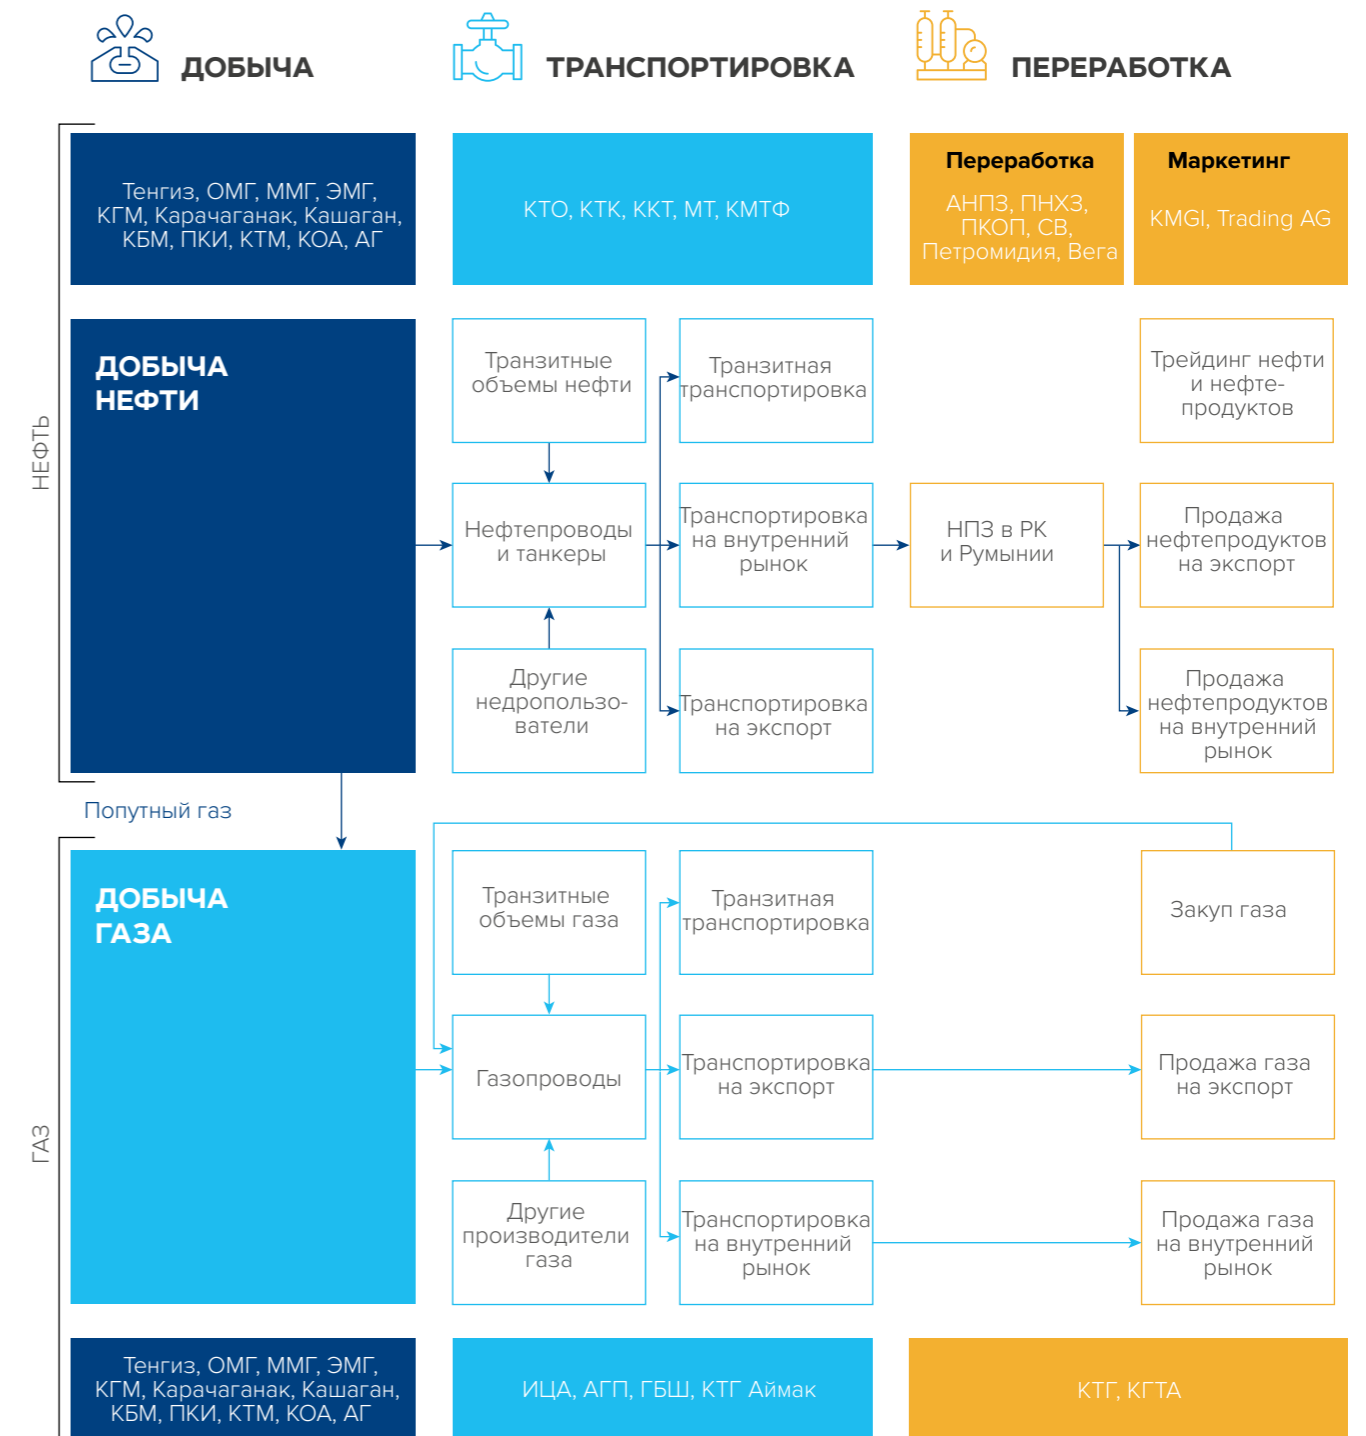 ДОБЫЧА
ТРАНСПОРТИРОВКА
ПЕРЕРАБОТКА
НЕФТЬ
Тенгиз, ОМГ, ММГ, ЭМГ,
КГМ, Карачаганак, Кашаган,
КБМ, ПКИ, КТМ, КОА, АГ
КТО, КТК, ККТ, МТ, КМТФ
Переработка
АНПЗ, ПНХЗ,
ПКОП, СВ,
Петромидия, Вега
Маркетинг
KMGI, Trading AG
ДОБЫЧА
НЕФТИ
Транзитные
объемы нефти
Транзитная
транспортировка
Трейдинг нефти
и нефте-
продуктов
Нефтепроводы
и танкеры
Транспортировка
на внутренний
рынок
НПЗ в РК
и Румынии
Продажа
нефтепродуктов
на экспорт
Другие
недропользо-
ватели
Транспортировка
на экспорт
Продажа
нефтепродуктов
на внутренний
рынок
Попутный газ
ГАЗ
ДОБЫЧА
ГАЗА
Транзитные
объемы газа
Транзитная
транспортировка
Закуп газа
Газопроводы
Транспортировка
на экспорт
Продажа газа
на экспорт
Другие
производители
газа
Транспортировка
на внутренний
рынок
Продажа газа
на внутренний
рынок
Тенгиз, ОМГ, ММГ, ЭМГ,
КГМ, Карачаганак, Кашаган,
КБМ, ПКИ, КТМ, КОА, АГ
ИЦА, АГП, ГБШ, КТГ Аймак
КТГ, КГТА